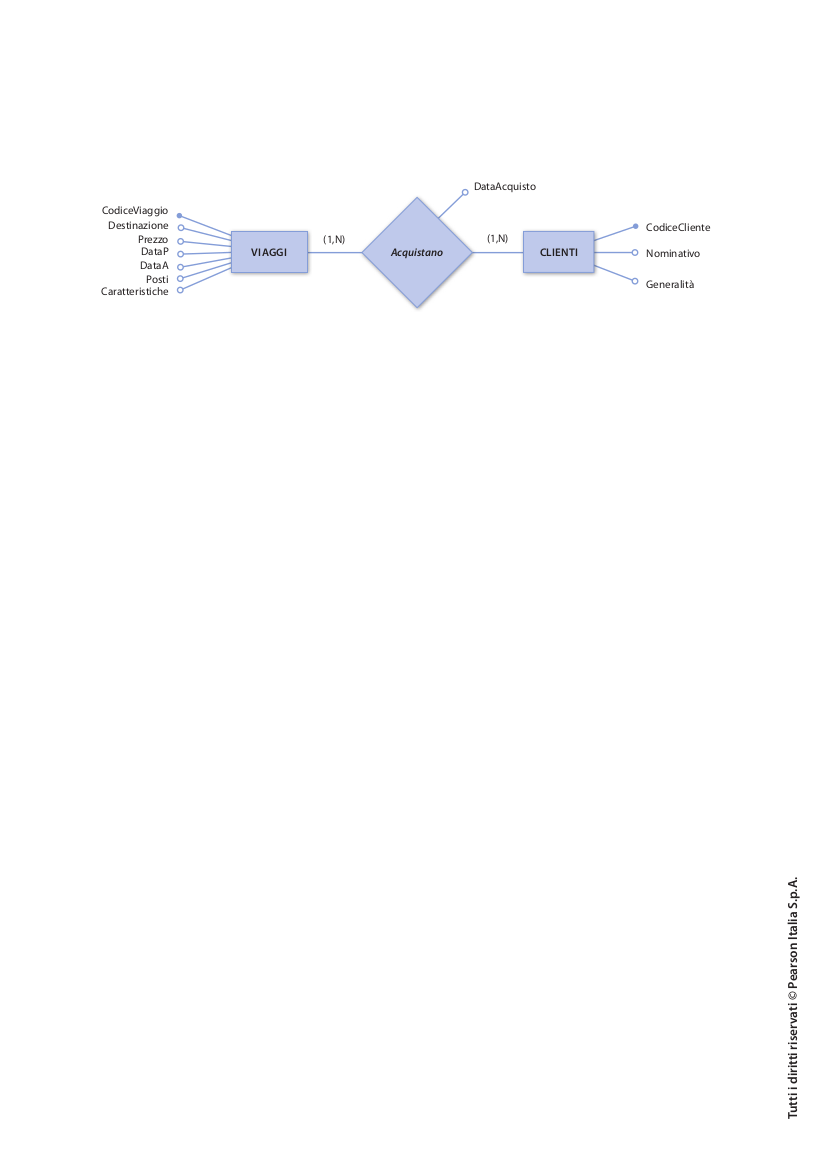 DataAcquisto
CodiceViaggio
Destinazione
Prezzo
DataP
DataA
Posti
Caratteristiche
VIAGGI
(1,N)
Acquistano
(1,N)
CLIENTI
CodiceCliente
Nominativo
Generalità
Tutti i diritti riservati © Pearson Italia S.p.A.